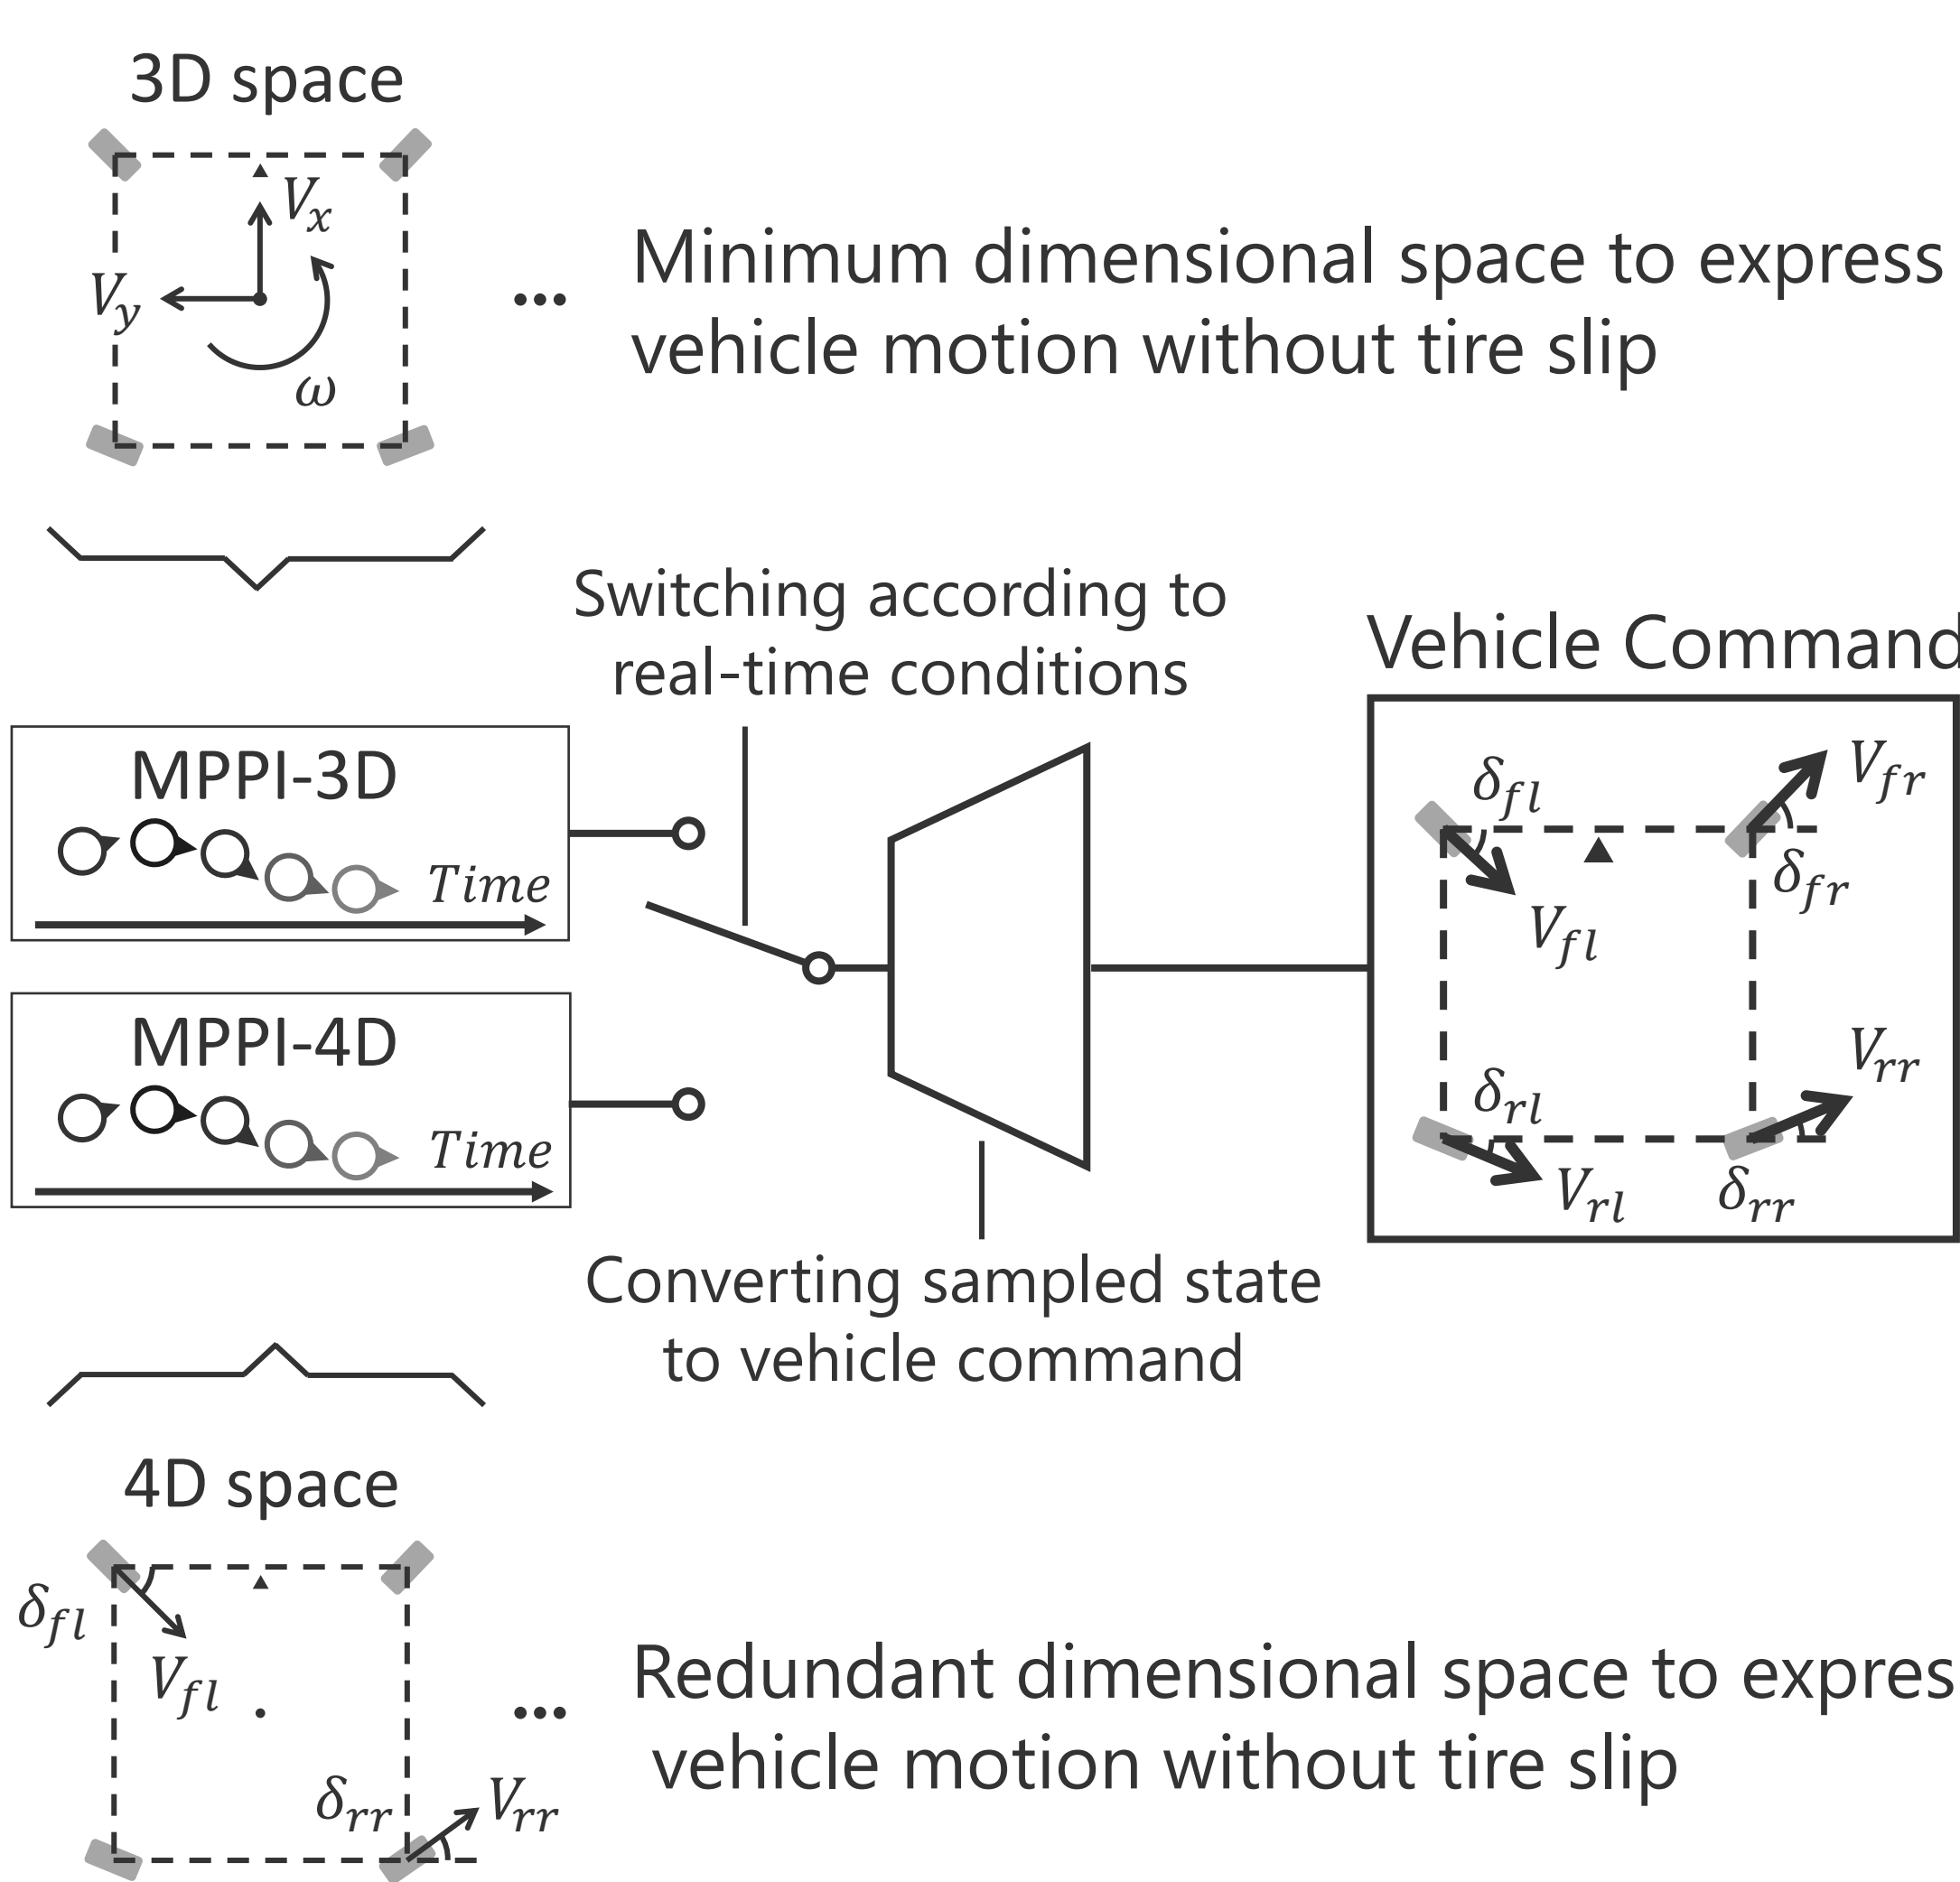 3D space
V_x
V_y
ω
... Minimum dimensional space to express
vehicle motion without tire slip
Switching according to
real-time conditions
Vehicle Command
MPPI-3D
Time
MPPI-4D
Time
δ_fl
V_fr
δ_fr
V_fl
V_rr
δ_rl
V_rl
δ_rr
Converting sampled state
to vehicle command
4D space
δ_fl
V_fl
δ_rr
V_rr
... Redundant dimensional space to expres
vehicle motion without tire slip